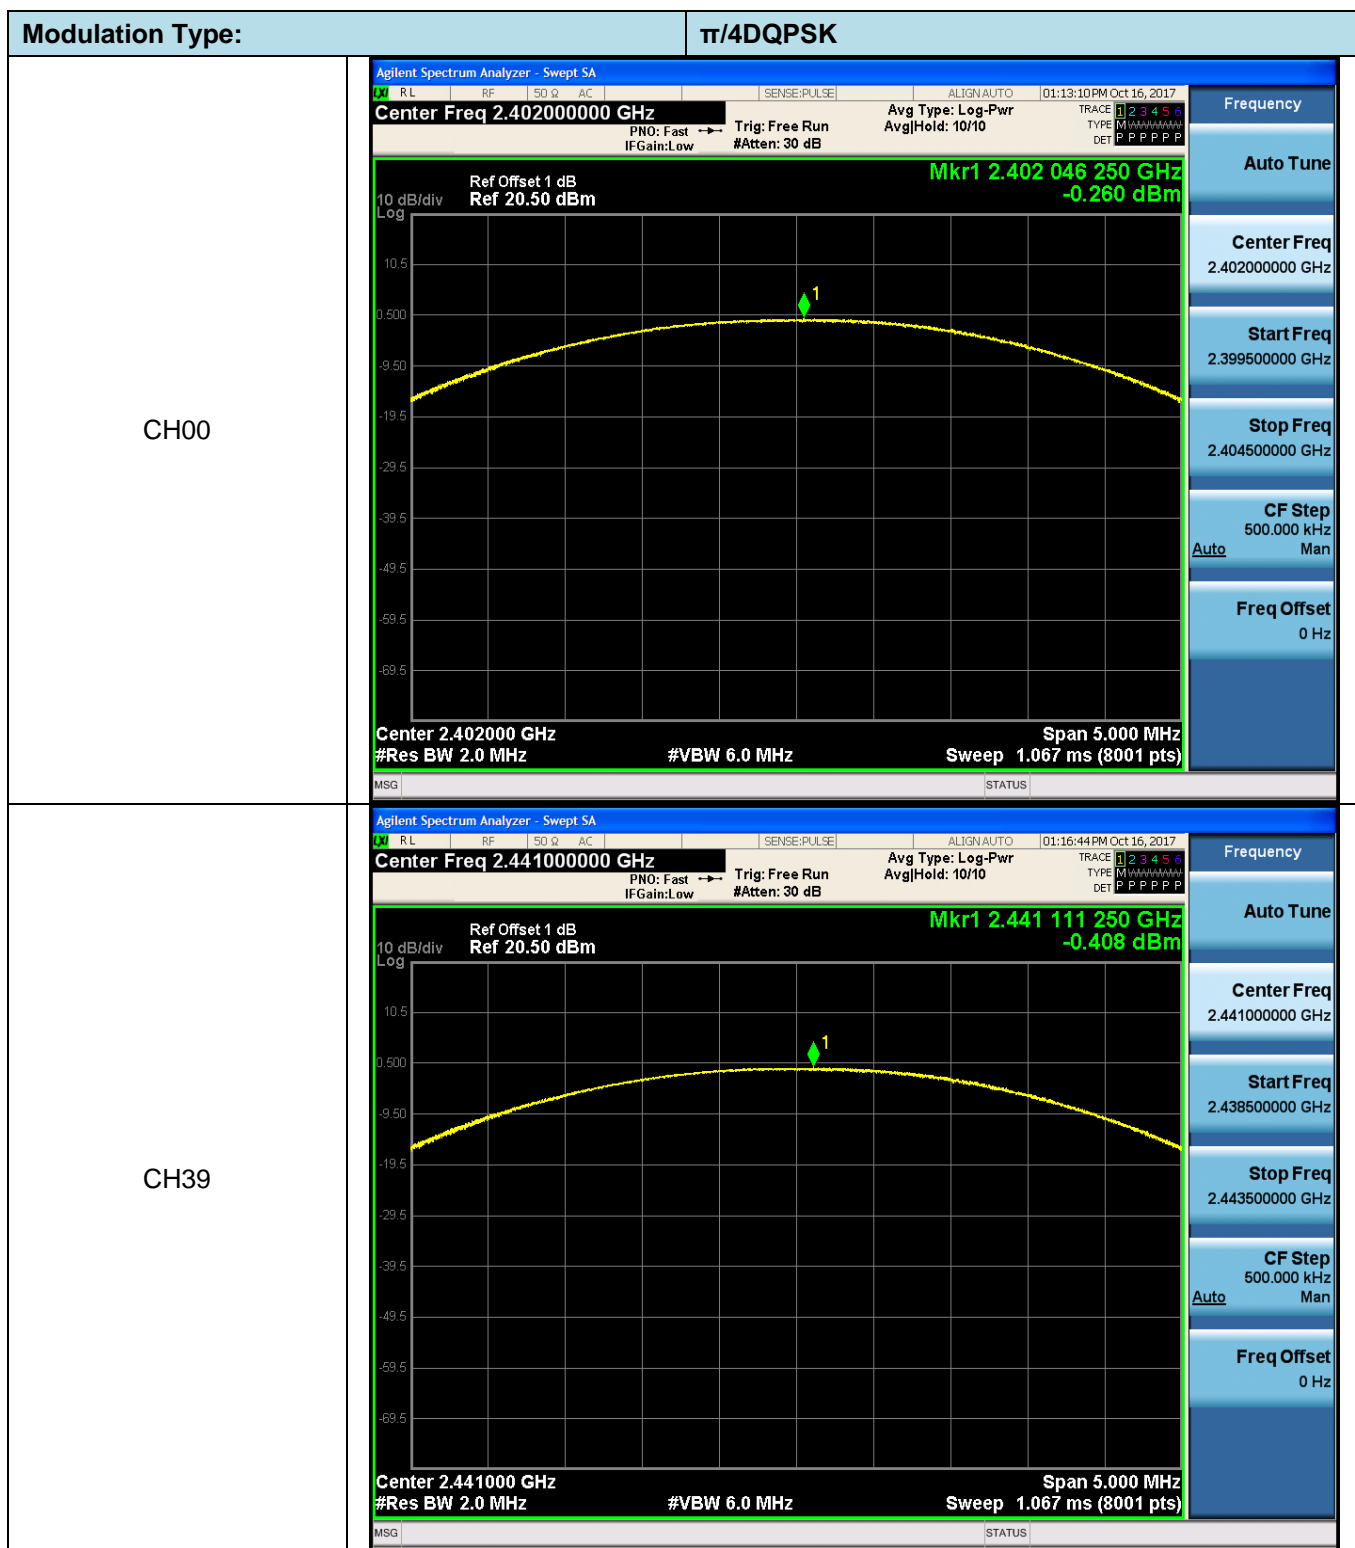 Modulation Type: π/4DQPSK
CH00
Agilent Spectrum Analyzer - Swept SA
LXI RL RF 50 Ω AC SENSE:PULSE ALIGN AUTO 01:13:10 PM Oct 16, 2017
Center Freq 2.402000000 GHz
PNO: Fast
IFGain:Low
Trig: Free Run
#Atten: 30 dB
Avg Type: Log-Pwr
Avg|Hold: 10/10
TRACE 1 2 3 4 5 6
TYPE M W W W W W
DET P P P P P P
Mkr1 2.402 046 250 GHz
-0.260 dBm
Ref Offset 1 dB
10 dB/div Ref 20.50 dBm
Log
10.5
1
0.500
-9.50
-19.5
-29.5
-39.5
-49.5
-59.5
-69.5
Center 2.402000 GHz Span 5.000 MHz
#Res BW 2.0 MHz #VBW 6.0 MHz Sweep 1.067 ms (8001 pts)
MSG STATUS
Frequency
Auto Tune
Center Freq
2.402000000 GHz
Start Freq
2.399500000 GHz
Stop Freq
2.404500000 GHz
CF Step
500.000 kHz
Auto Man
Freq Offset
0 Hz
CH39
Agilent Spectrum Analyzer - Swept SA
LXI RL RF 50 Ω AC SENSE:PULSE ALIGN AUTO 01:16:44 PM Oct 16, 2017
Center Freq 2.441000000 GHz
PNO: Fast
IFGain:Low
Trig: Free Run
#Atten: 30 dB
Avg Type: Log-Pwr
Avg|Hold: 10/10
TRACE 1 2 3 4 5 6
TYPE M W W W W W
DET P P P P P P
Mkr1 2.441 111 250 GHz
-0.408 dBm
Ref Offset 1 dB
10 dB/div Ref 20.50 dBm
Log
10.5
1
0.500
-9.50
-19.5
-29.5
-39.5
-49.5
-59.5
-69.5
Center 2.441000 GHz Span 5.000 MHz
#Res BW 2.0 MHz #VBW 6.0 MHz Sweep 1.067 ms (8001 pts)
MSG STATUS
Frequency
Auto Tune
Center Freq
2.441000000 GHz
Start Freq
2.438500000 GHz
Stop Freq
2.443500000 GHz
CF Step
500.000 kHz
Auto Man
Freq Offset
0 Hz